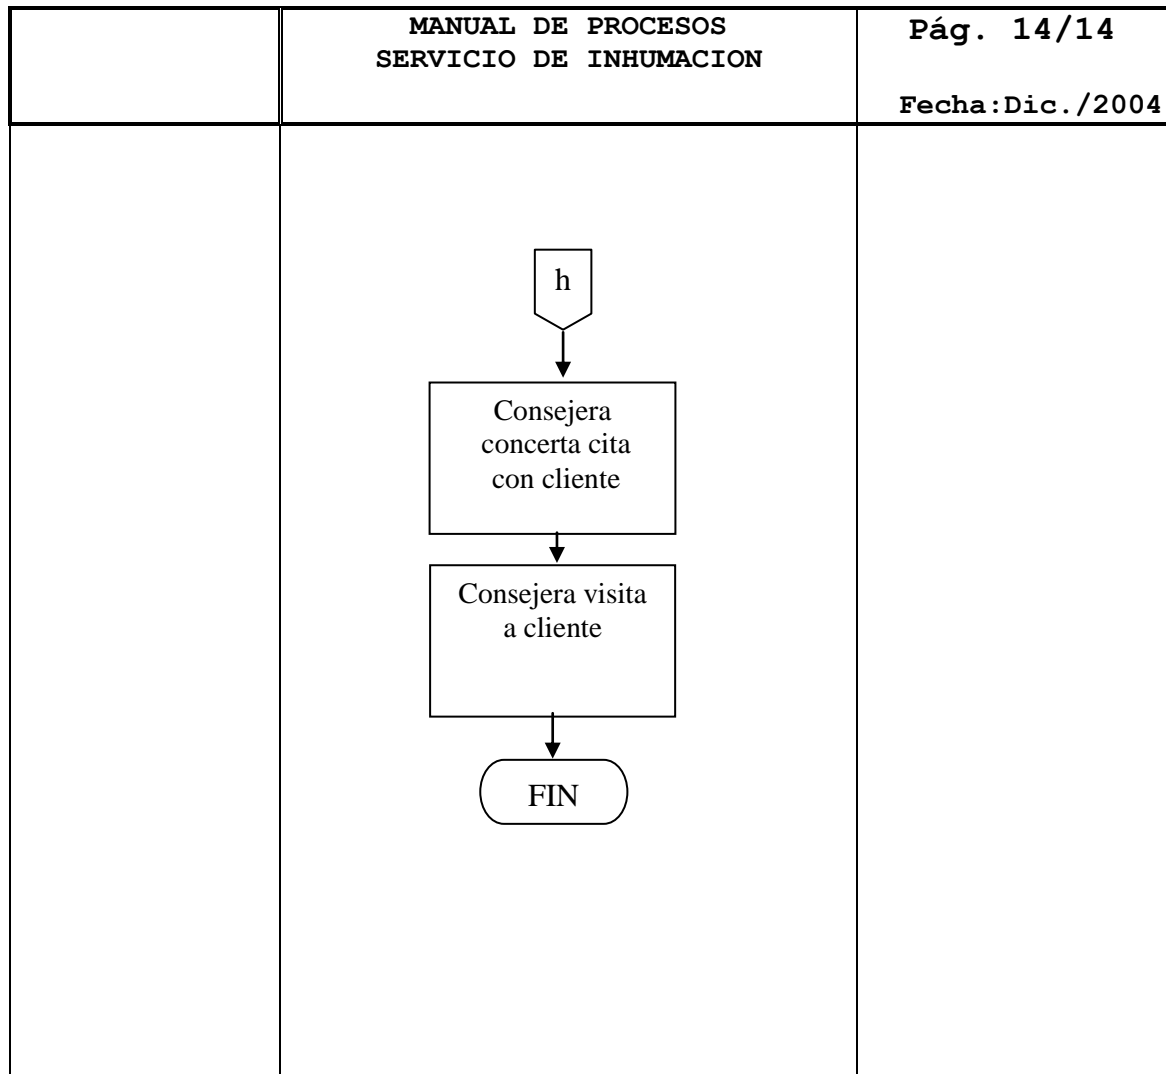 MANUAL DE PROCESOS
SERVICIO DE INHUMACION
Pág. 14/14
Fecha:Dic./2004
h
Consejera
concerta cita
con cliente
Consejera visita
a cliente
FIN